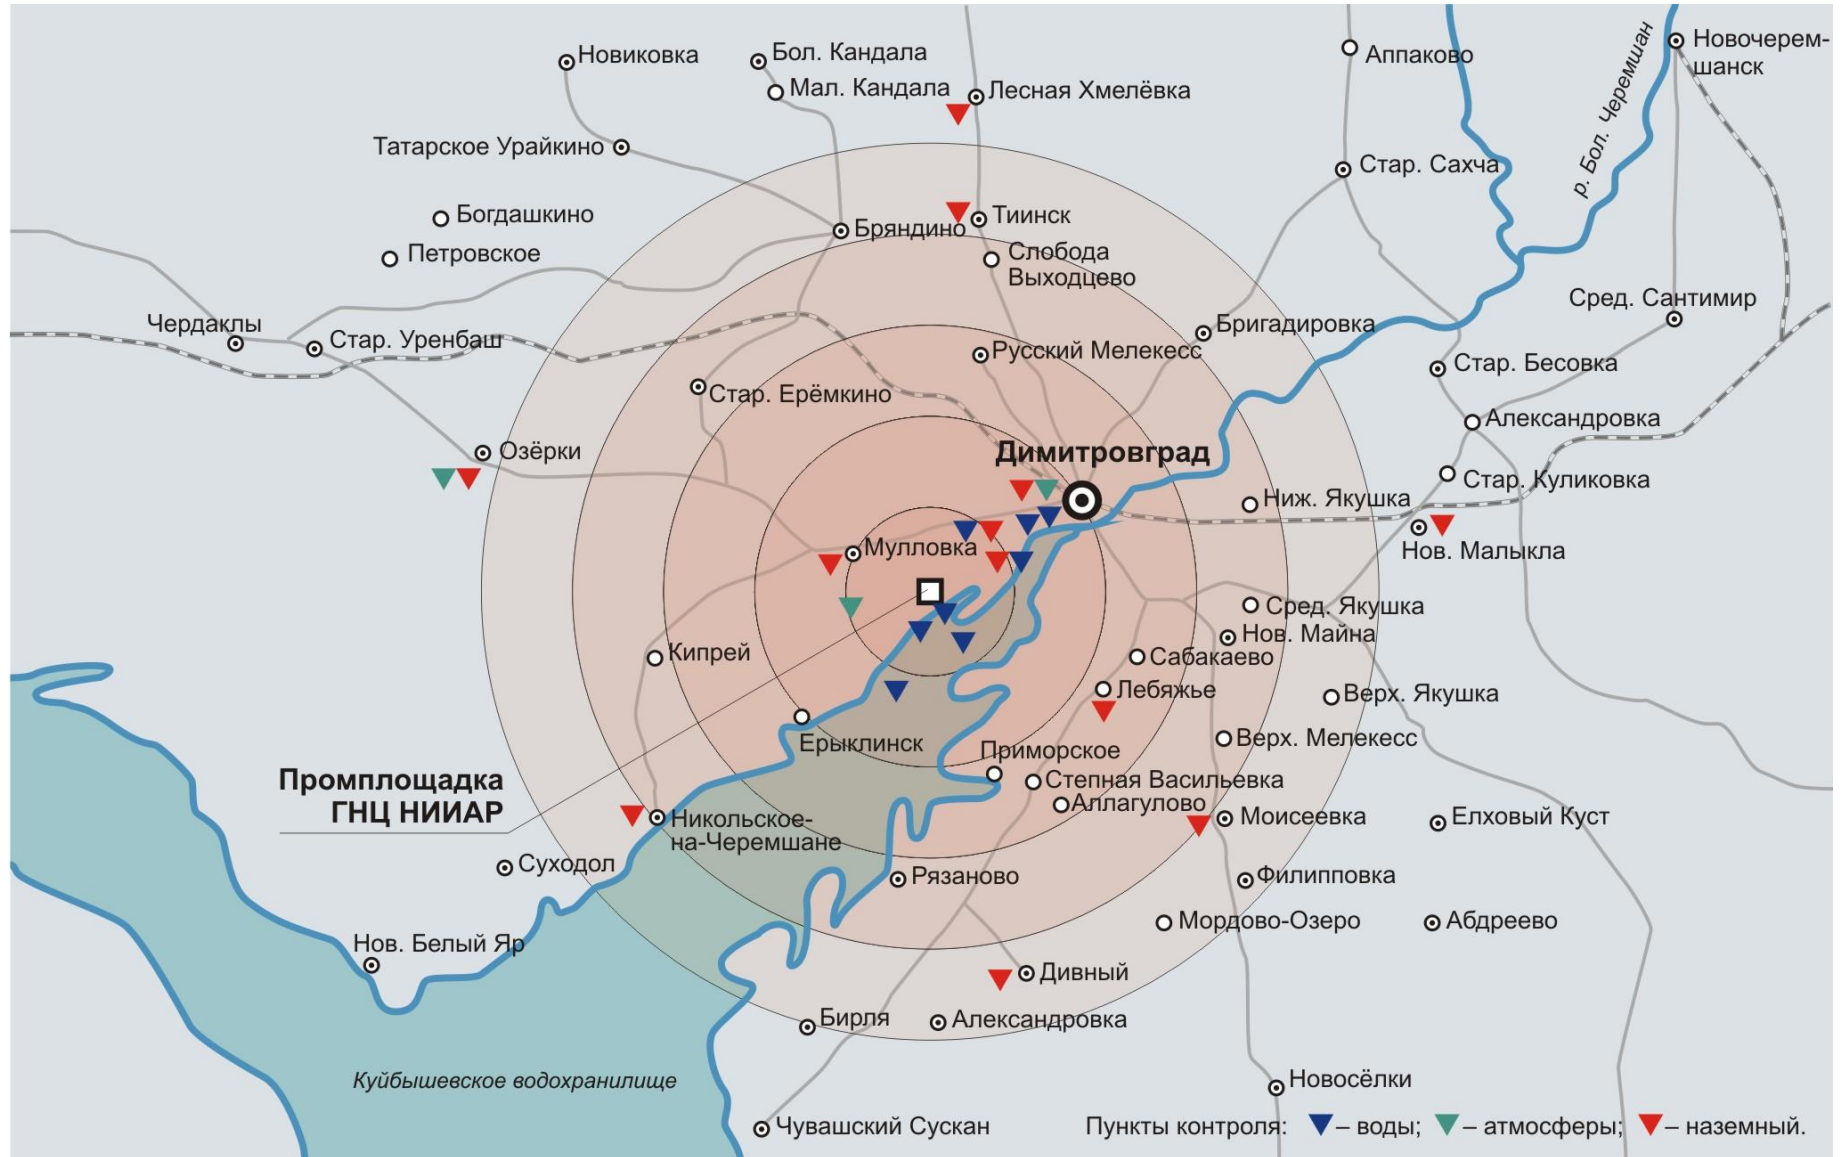 Новиковка
Бол. Кандала
Мал. Кандала
Лесная Хмелёвка
Аппаково
р. Бол. Черемшан
Новочерем-
шанск
Татарское Урайкино
Стар. Сахча
Богдашкино
Петровское
Бряндино
Тиинск
Слобода
Выходцево
Чердаклы
Стар. Уренбаш
Сред. Сантимир
Бригадировка
Русский Мелекесс
Стар. Ерёмкино
Стар. Бесовка
Александровка
Озёрки
Димитровград
Стар. Куликовка
Ниж. Якушка
Нов. Малыкла
Мулловка
Сред. Якушка
Нов. Майна
Кипрей
Сабакаево
Лебяжье
Верх. Якушка
Ерыклинск
Приморское
Верх. Мелекесс
Промплощадка
ГНЦ НИИАР
Степная Васильевка
Аллагулово
Никольское-
на-Черемшане
Моисеевка
Елховый Куст
Суходол
Рязаново
Филипповка
Мордово-Озеро
Абдреево
Нов. Белый Яр
Дивный
Бирля
Александровка
Куйбышевское водохранилище
Новосёлки
Чувашский Сускан
Пункты контроля: – воды; – атмосферы; – наземный.